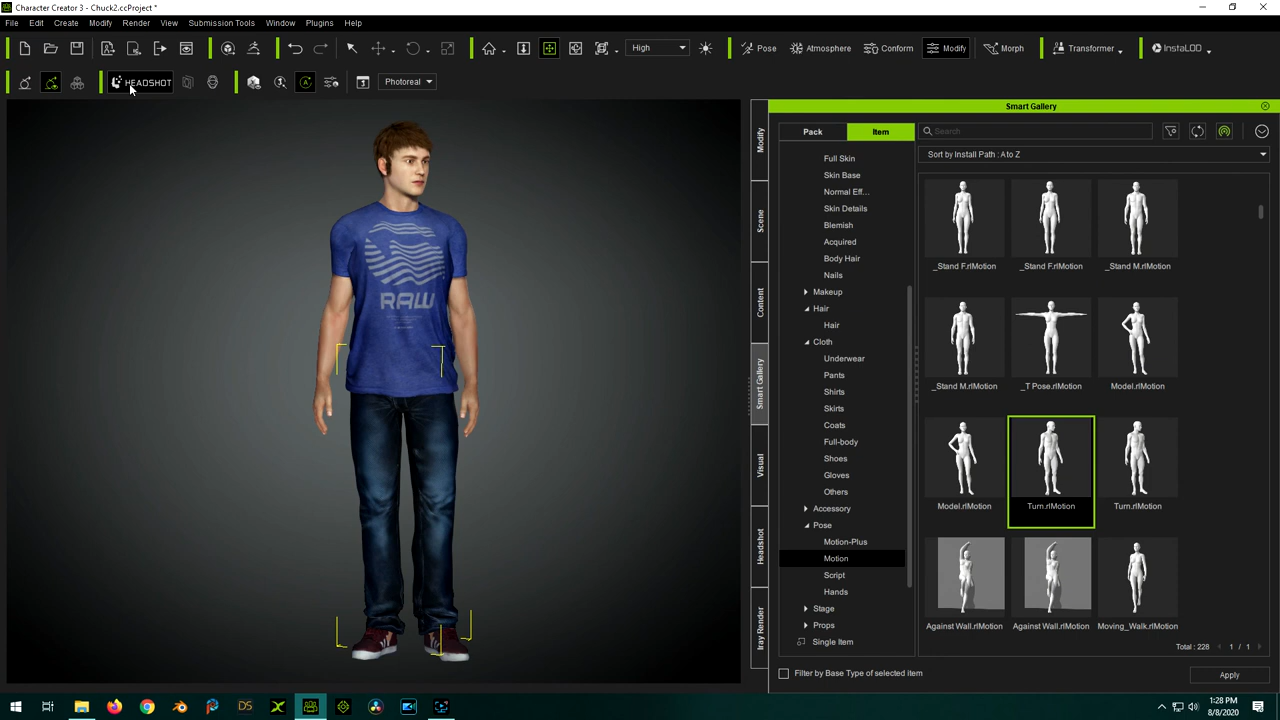 Character Creator 3 - Chuck2.ccProject *
File Edit Create Modify Render View Submission Tools Window Plugins Help
High Pose Atmosphere Conform Modify Morph Transformer InstaLOD
HEADSHOT Photoreal
Smart Gallery
Modify
Scene
Content
Smart Gallery
Visual
Headshot
Iray Render
Pack Item
Full Skin
Skin Base
Normal Eff...
Skin Details
Blemish
Acquired
Body Hair
Nails
Makeup
Hair
Hair
Cloth
Underwear
Pants
Shirts
Skirts
Coats
Full-body
Shoes
Gloves
Others
Accessory
Pose
Motion-Plus
Motion
Script
Hands
Stage
Props
Single Item
Search
Sort by Install Path : A to Z
_Stand F.rlMotion _Stand F.rlMotion _Stand M.rlMotion
_Stand M.rlMotion _T Pose.rlMotion Model.rlMotion
Model.rlMotion Turn.rlMotion Turn.rlMotion
Against Wall.rlMotion Against Wall.rlMotion Moving_Walk.rlMotion
Total : 228 1 / 1
Filter by Base Type of selected item
Apply
RAW
DS
1:28 PM
8/8/2020